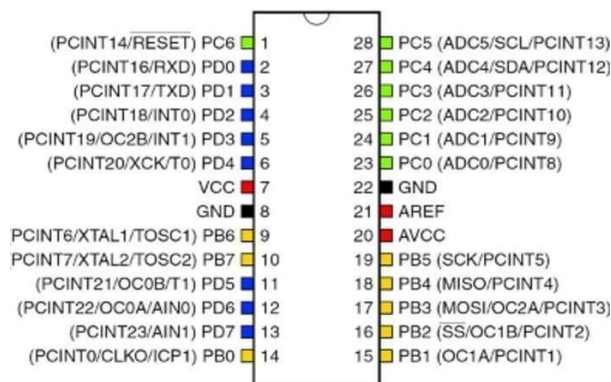 (PCINT14/RESET) PC6 1 28 PC5 (ADC5/SCL/PCINT13)
(PCINT16/RXD) PD0 2 27 PC4 (ADC4/SDA/PCINT12)
(PCINT17/TXD) PD1 3 26 PC3 (ADC3/PCINT11)
(PCINT18/INT0) PD2 4 25 PC2 (ADC2/PCINT10)
(PCINT19/OC2B/INT1) PD3 5 24 PC1 (ADC1/PCINT9)
(PCINT20/XCK/T0) PD4 6 23 PC0 (ADC0/PCINT8)
VCC 7 22 GND
GND 8 21 AREF
PCINT6/XTAL1/TOSC1) PB6 9 20 AVCC
PCINT7/XTAL2/TOSC2) PB7 10 19 PB5 (SCK/PCINT5)
(PCINT21/OC0B/T1) PD5 11 18 PB4 (MISO/PCINT4)
(PCINT22/OC0A/AIN0) PD6 12 17 PB3 (MOSI/OC2A/PCINT3)
(PCINT23/AIN1) PD7 13 16 PB2 (SS/OC1B/PCINT2)
(PCINT0/CLKO/ICP1) PB0 14 15 PB1 (OC1A/PCINT1)